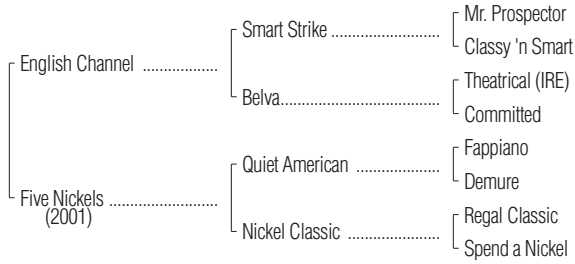 Mr. Prospector
Smart Strike ........................
Classy 'n Smart
English Channel ................
Theatrical (IRE)
Belva...................................
Committed
Fappiano
Quiet American ..................
Demure
Five Nickels .......................
(2001)
Regal Classic
Nickel Classic ....................
Spend a Nickel